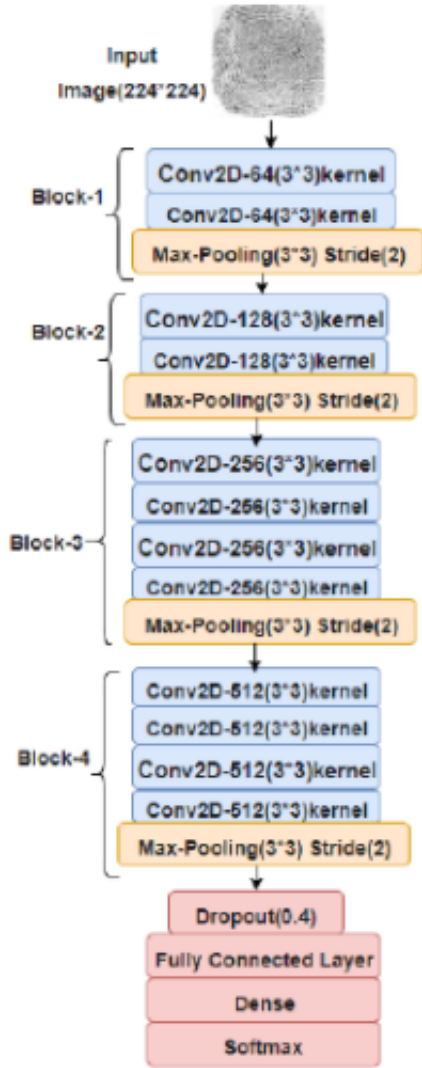 Input
Image(224*224)
Block-1
Conv2D-64(3*3)kernel
Conv2D-64(3*3)kernel
Max-Pooling(3*3) Stride(2)
Block-2
Conv2D-128(3*3)kernel
Conv2D-128(3*3)kernel
Max-Pooling(3*3) Stride(2)
Block-3
Conv2D-256(3*3)kernel
Conv2D-256(3*3)kernel
Conv2D-256(3*3)kernel
Conv2D-256(3*3)kernel
Max-Pooling(3*3) Stride(2)
Block-4
Conv2D-512(3*3)kernel
Conv2D-512(3*3)kernel
Conv2D-512(3*3)kernel
Conv2D-512(3*3)kernel
Max-Pooling(3*3) Stride(2)
Dropout(0.4)
Fully Connected Layer
Dense
Softmax